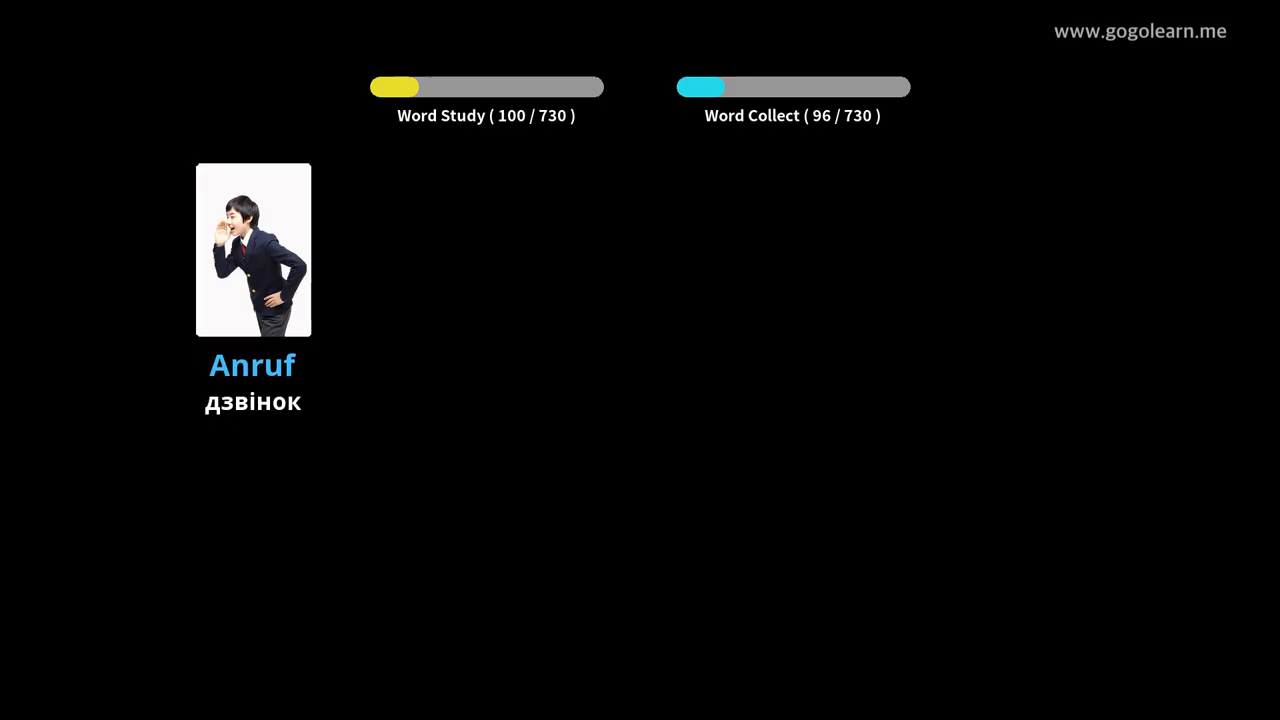 www.gogolearn.me
Word Study ( 100 / 730 )
Word Collect ( 96 / 730 )
Anruf
дзвінок